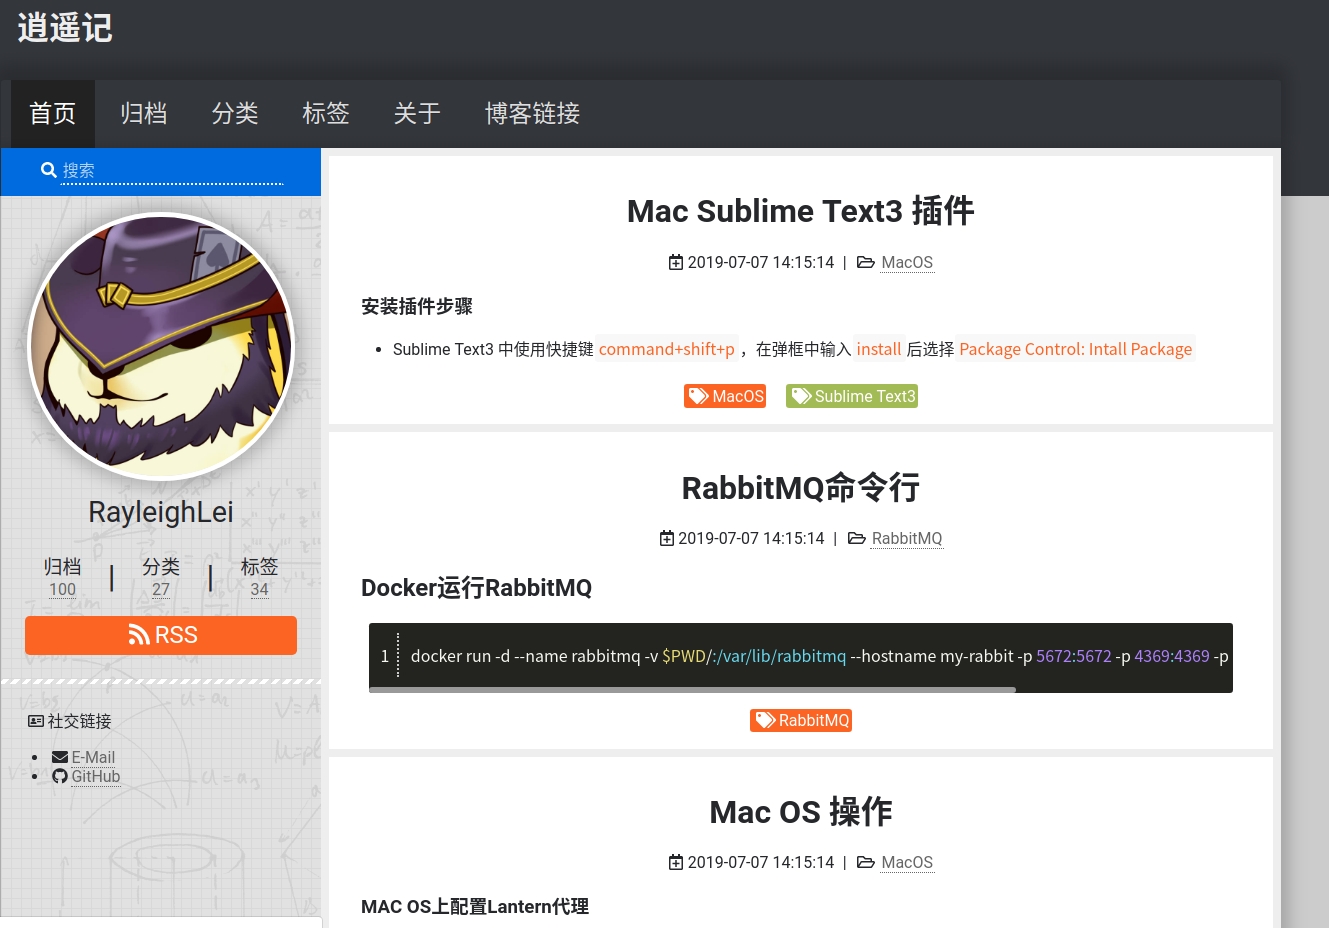 逍遥记
首页 归档 分类 标签 关于 博客链接
搜索
RayleighLei
归档 | 分类 | 标签
100 27 34
RSS
社交链接
E-Mail
GitHub
Mac Sublime Text3 插件
2019-07-07 14:15:14 | MacOS
安装插件步骤
Sublime Text3 中使用快捷键 command+shift+p ，在弹框中输入 install 后选择 Package Control: Intall Package
MacOS Sublime Text3
RabbitMQ命令行
2019-07-07 14:15:14 | RabbitMQ
Docker运行RabbitMQ
1 docker run -d --name rabbitmq -v $PWD/:/var/lib/rabbitmq --hostname my-rabbit -p 5672:5672 -p 4369:4369 -p
RabbitMQ
Mac OS 操作
2019-07-07 14:15:14 | MacOS
MAC OS上配置Lantern代理